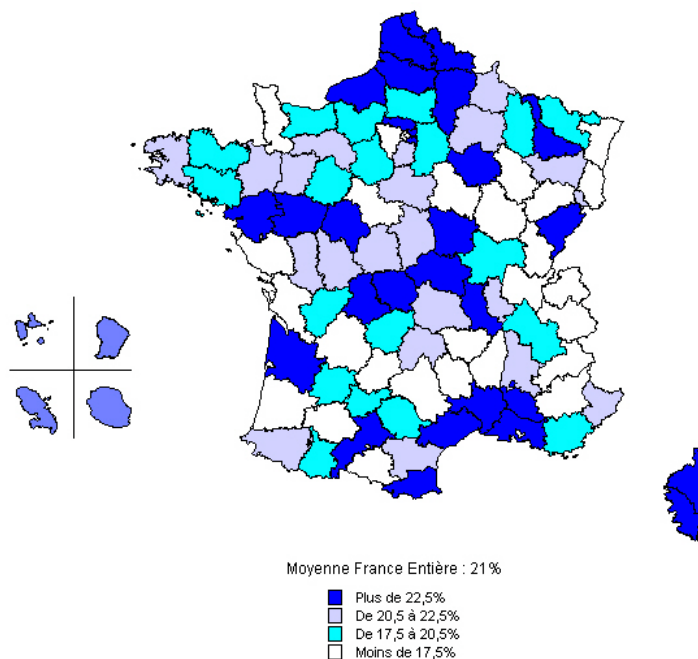 Moyenne France Entière : 21%
Plus de 22,5%
De 20,5 à 22,5%
De 17,5 à 20,5%
Moins de 17,5%